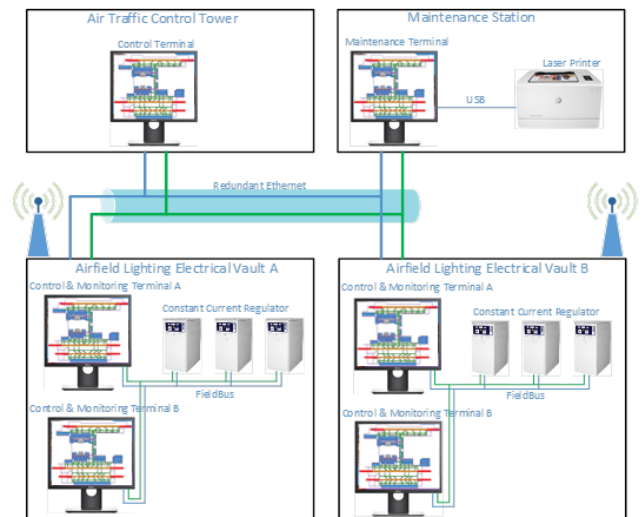 Air Traffic Control Tower
Control Terminal
Maintenance Station
Maintenance Terminal
Laser Printer
USB
Redundant Ethernet
Airfield Lighting Electrical Vault A
Control & Monitoring Terminal A
Constant Current Regulator
FieldBus
Control & Monitoring Terminal B
Airfield Lighting Electrical Vault B
Control & Monitoring Terminal A
Constant Current Regulator
FieldBus
Control & Monitoring Terminal B